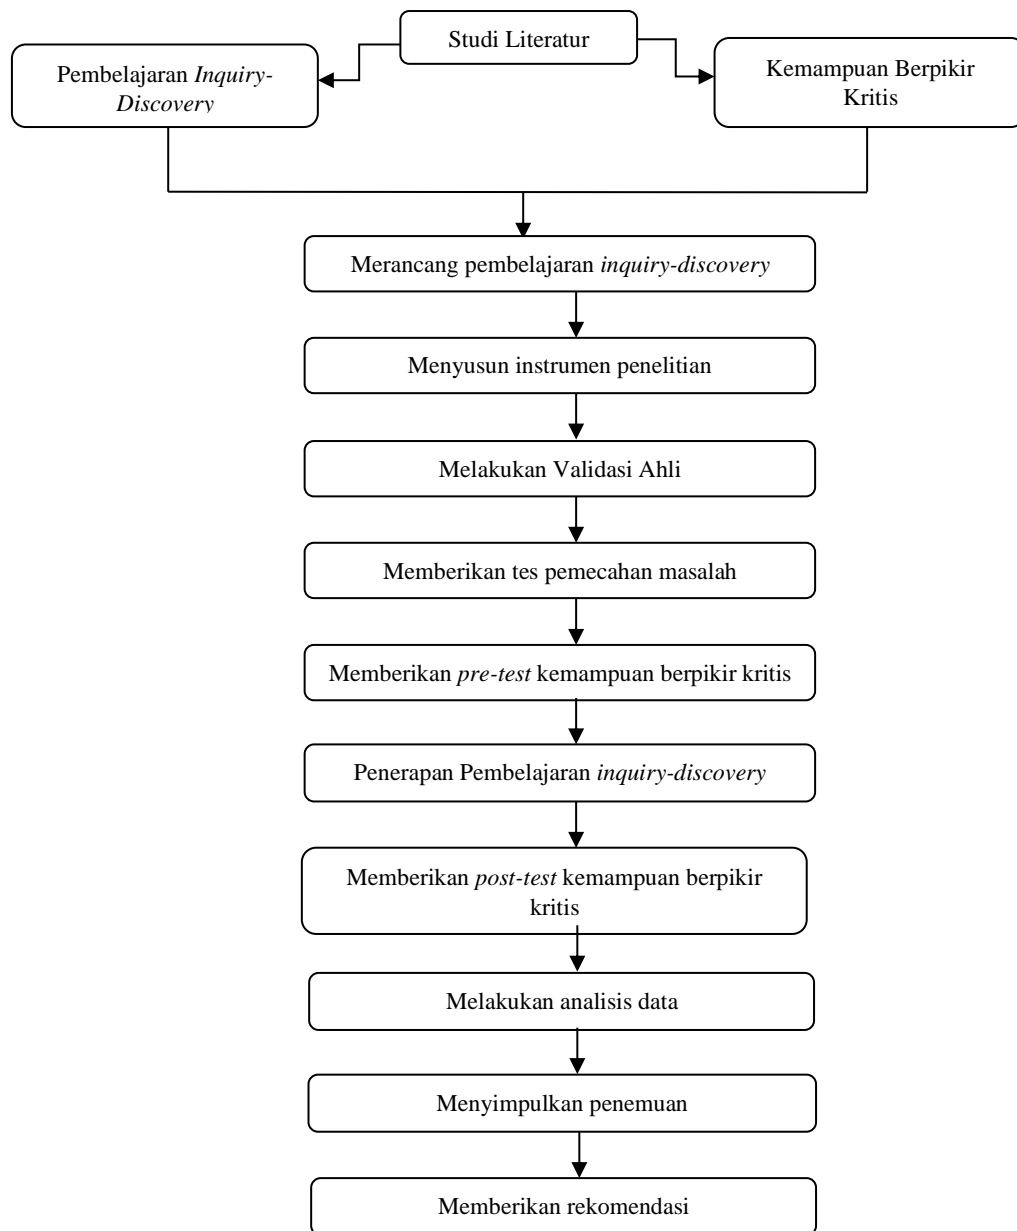 Studi Literatur
Pembelajaran Inquiry-
Discovery
Kemampuan Berpikir
Kritis
Merancang pembelajaran inquiry-discovery
Menyusun instrumen penelitian
Melakukan Validasi Ahli
Memberikan tes pemecahan masalah
Memberikan pre-test kemampuan berpikir kritis
Penerapan Pembelajaran inquiry-discovery
Memberikan post-test kemampuan berpikir
kritis
Melakukan analisis data
Menyimpulkan penemuan
Memberikan rekomendasi